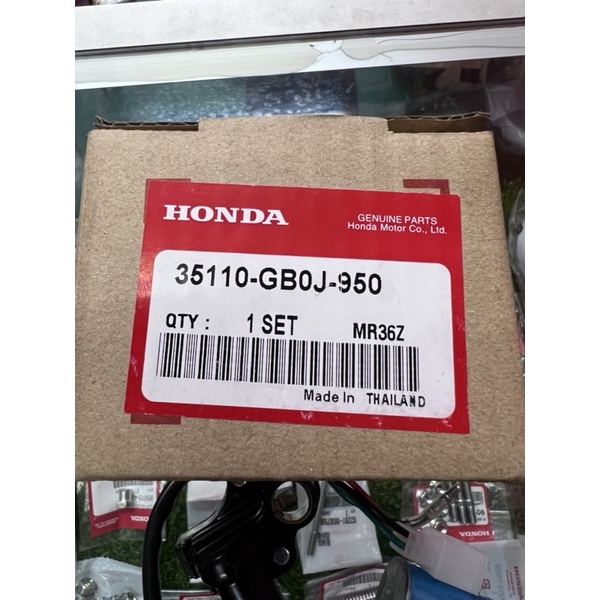 HONDA
GENUINE PARTS
Honda Motor Co., Ltd.
35110-GB0J-950
QTY : 1 SET MR36Z
Made In THAILAND